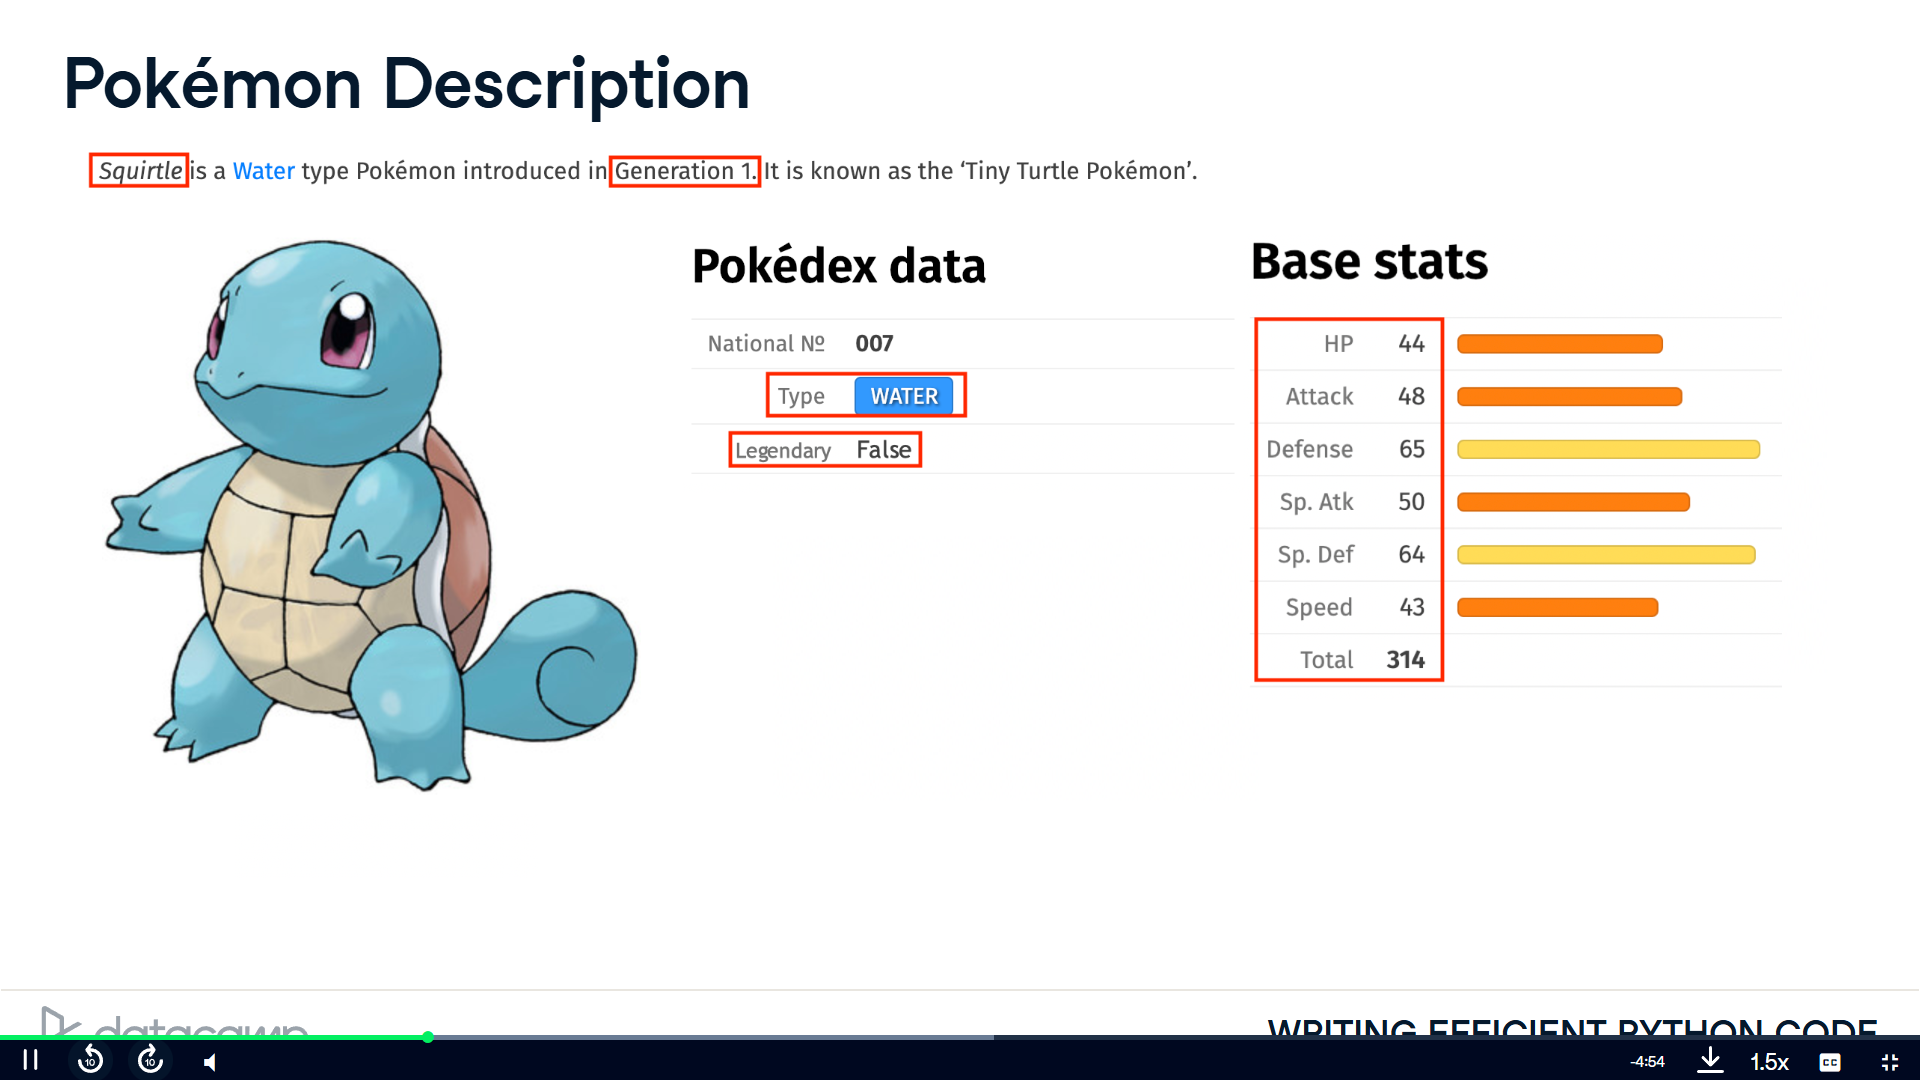 Pokémon Description
Squirtle is a Water type Pokémon introduced in Generation 1. It is known as the ‘Tiny Turtle Pokémon’.
Pokédex data
National Nº 007
Type WATER
Legendary False
Base stats
HP 44
Attack 48
Defense 65
Sp. Atk 50
Sp. Def 64
Speed 43
Total 314
datacamp
WRITING EFFICIENT PYTHON CODE
10
10
-4:54
1.5x
CC